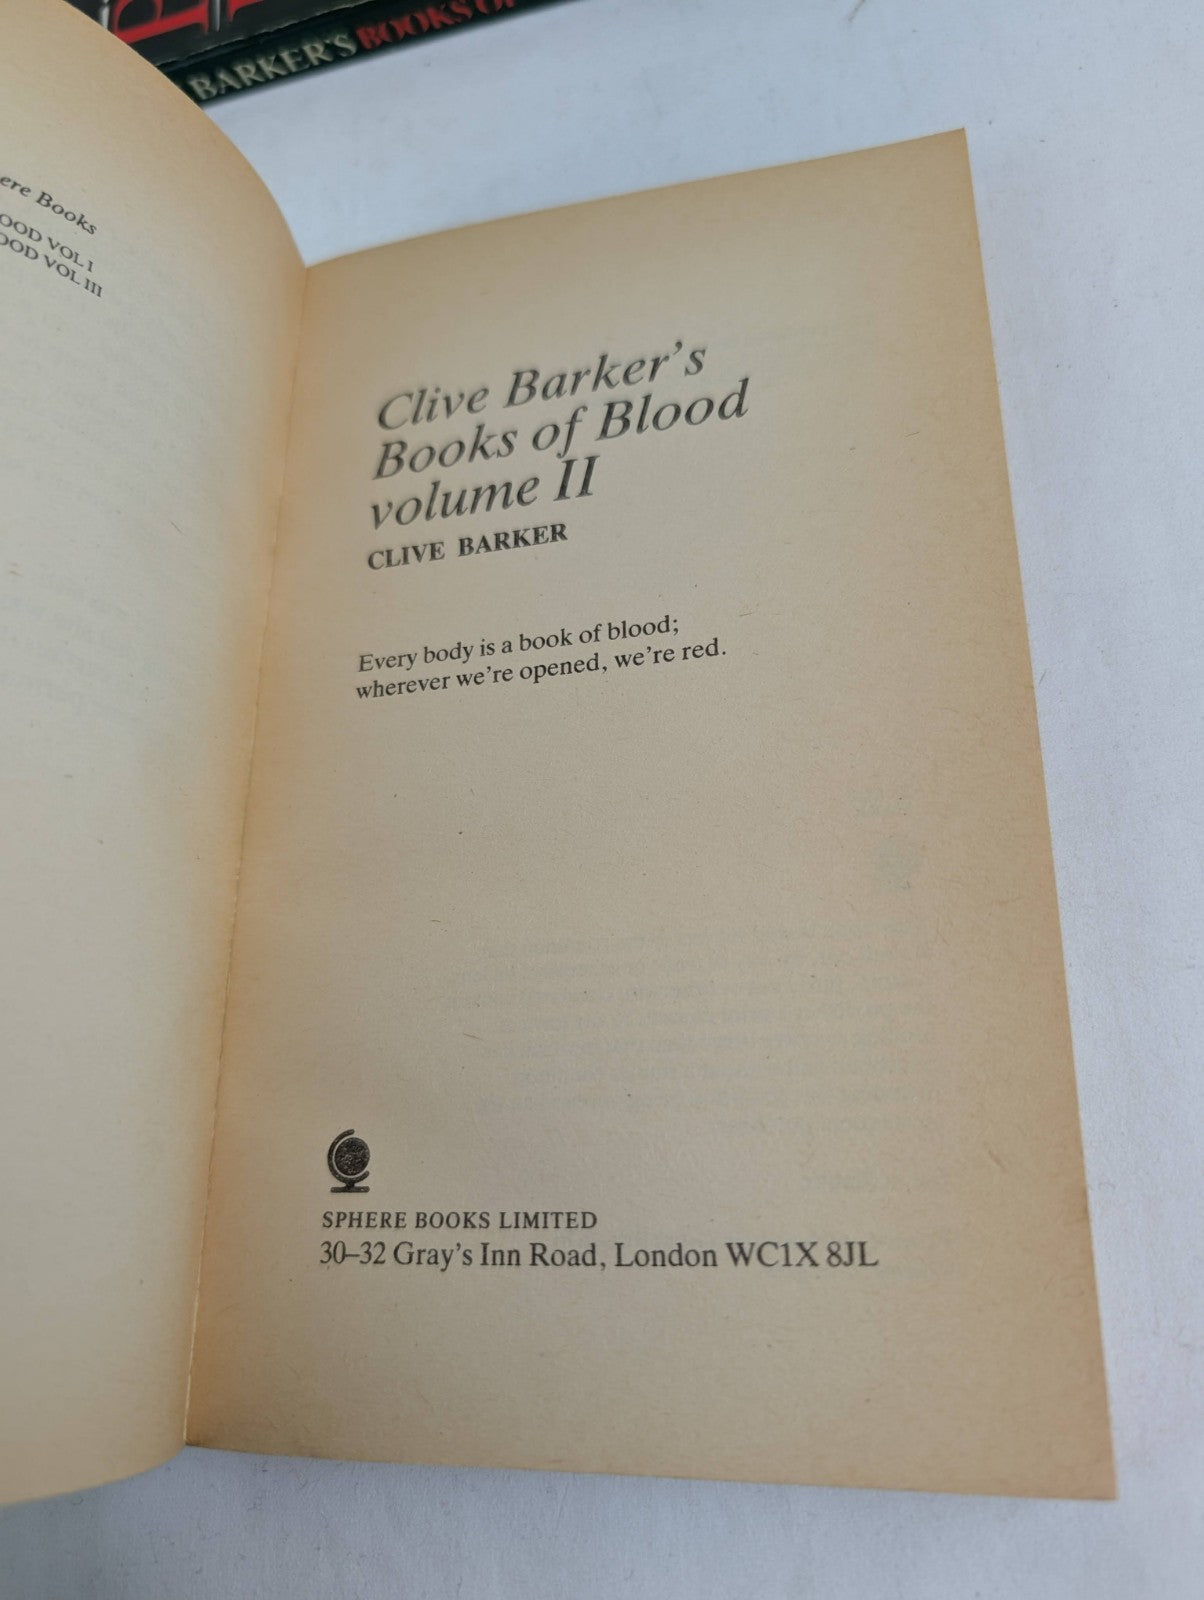 BARKER'S BOOKS OF
ere Books
OOD VOL I
OOD VOL III
Clive Barker's
Books of Blood
volume II
CLIVE BARKER
Every body is a book of blood;
wherever we're opened, we're red.
SPHERE BOOKS LIMITED
30–32 Gray's Inn Road, London WC1X 8JL